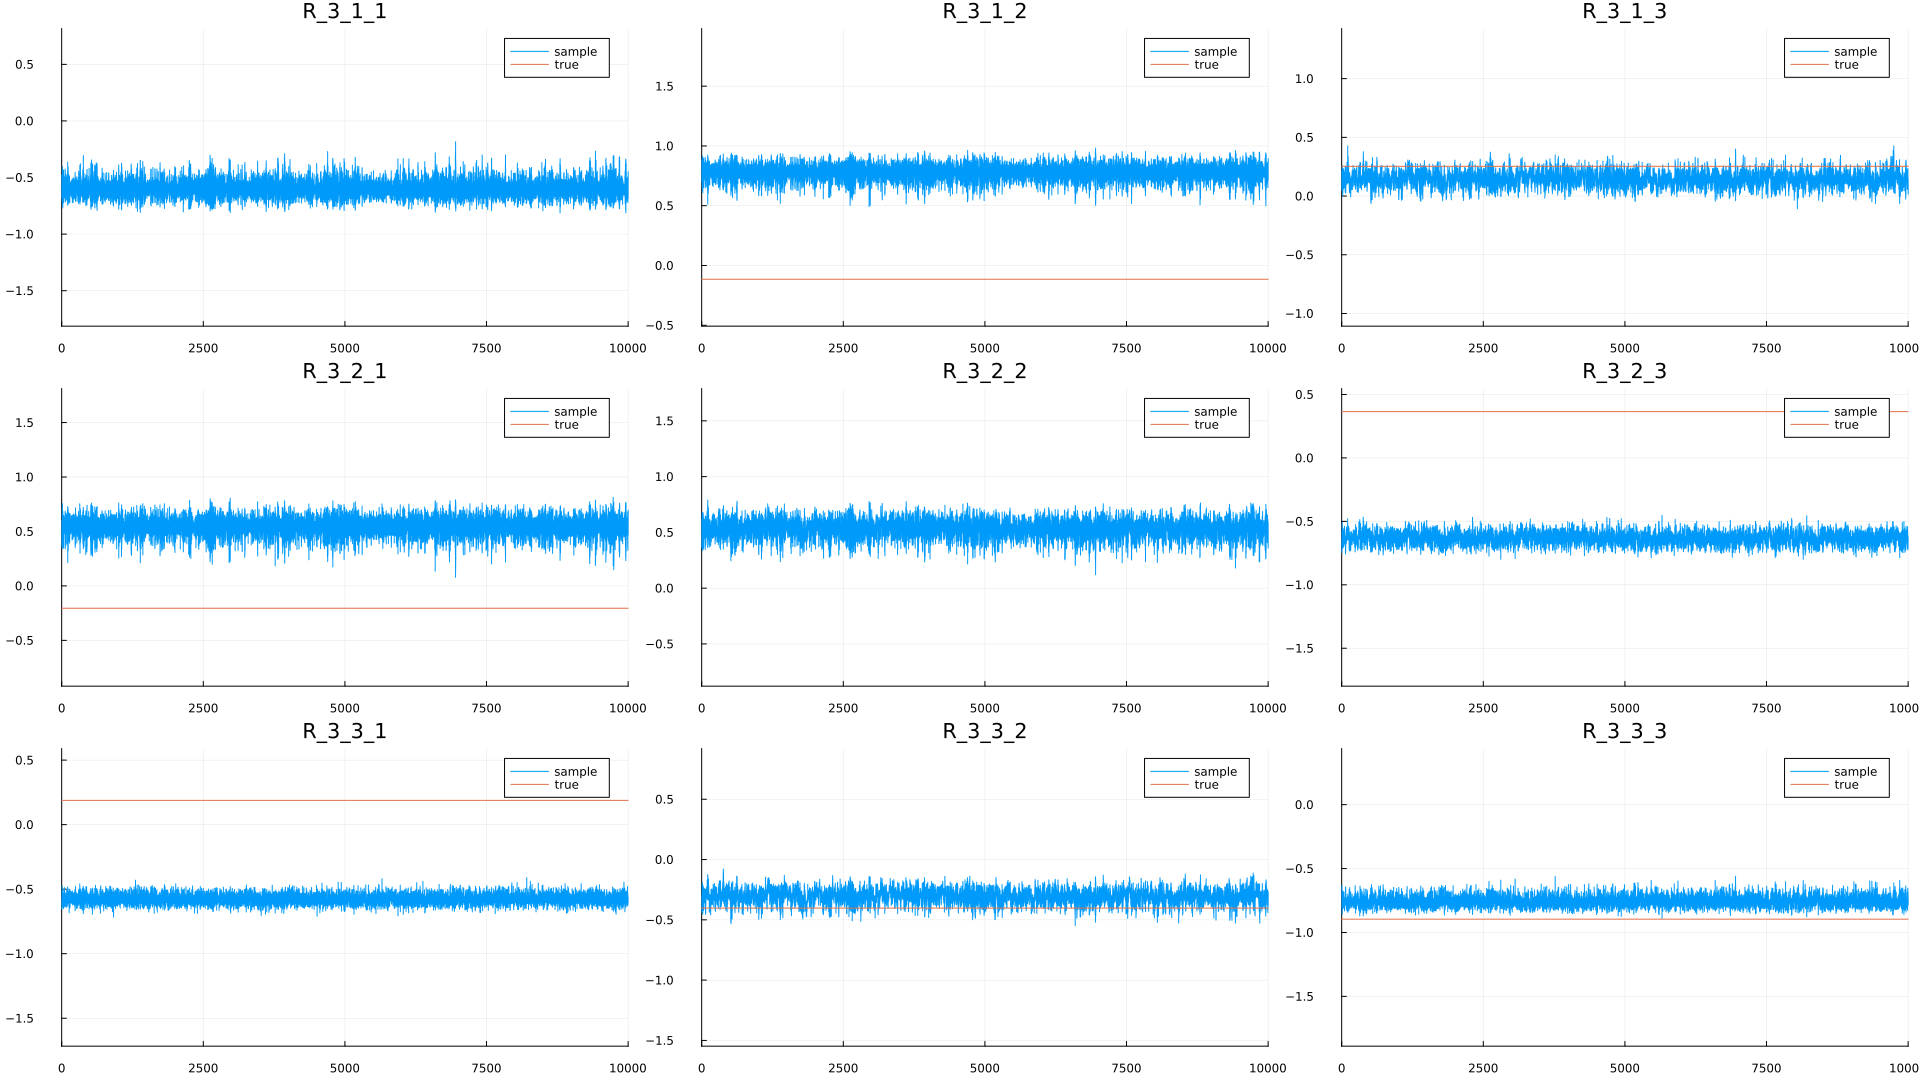 R_3_1_1 R_3_1_2 R_3_1_3
sample sample sample
true true true
0.5 1.5 1.0
0.0 1.0 0.5
−0.5 0.5 0.0
−1.0 0.0 −0.5
−1.5 −0.5 −1.0
0 2500 5000 7500 10000 0 2500 5000 7500 10000 0 2500 5000 7500 1000
R_3_2_1 R_3_2_2 R_3_2_3
sample sample sample
true true true
1.5 1.5 0.5
1.0 1.0 0.0
0.5 0.5 −0.5
0.0 0.0 −1.0
−0.5 −0.5 −1.5
0 2500 5000 7500 10000 0 2500 5000 7500 10000 0 2500 5000 7500 1000
R_3_3_1 R_3_3_2 R_3_3_3
sample sample sample
true true true
0.5 0.5 0.0
0.0 0.0 −0.5
−0.5 −0.5 −1.0
−1.0 −1.0 −1.5
−1.5 −1.5
0 2500 5000 7500 10000 0 2500 5000 7500 10000 0 2500 5000 7500 1000